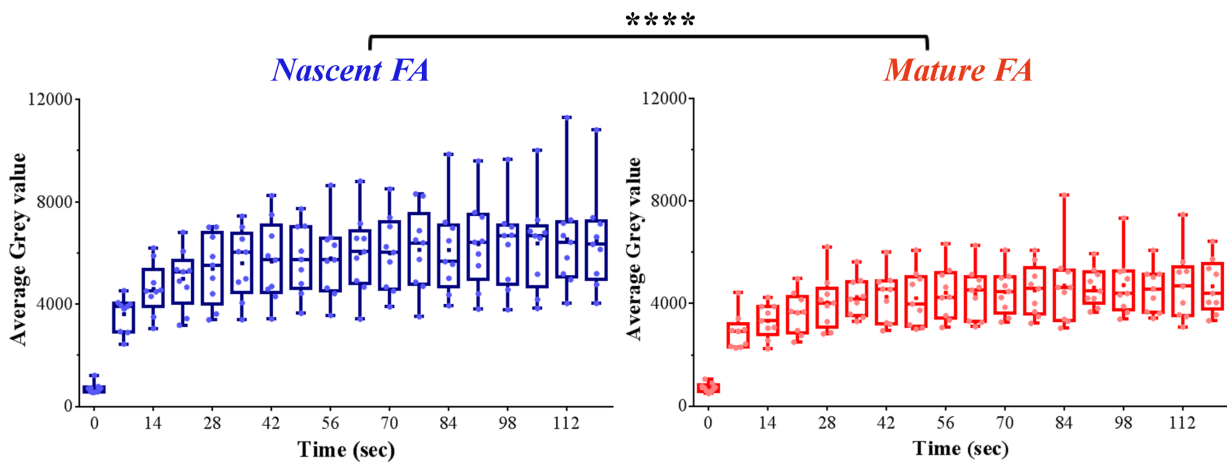 ****
Nascent FA
Mature FA
12000
8000
4000
0
Average Grey value
0 14 28 42 56 70 84 98 112
Time (sec)
12000
8000
4000
0
Average Grey value
0 14 28 42 56 70 84 98 112
Time (sec)